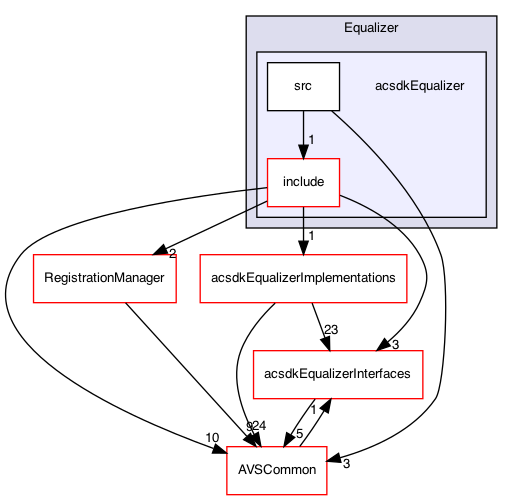 Equalizer
src
acsdkEqualizer
1
include
2
1
RegistrationManager
acsdkEqualizerImplementations
23
3
acsdkEqualizerInterfaces
1
9
24
5
10
3
AVSCommon